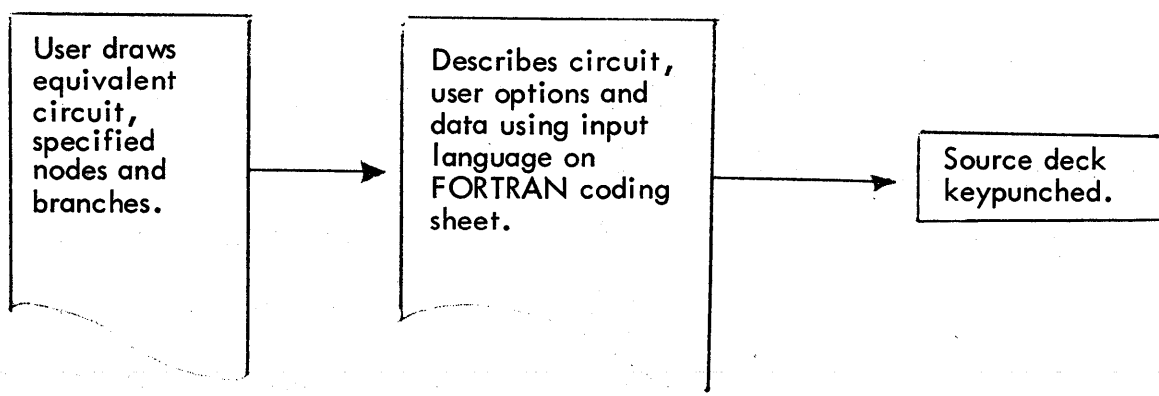 User draws
equivalent
circuit,
specified
nodes and
branches.
Describes circuit,
user options and
data using input
language on
FORTRAN coding
sheet.
Source deck
keypunched.